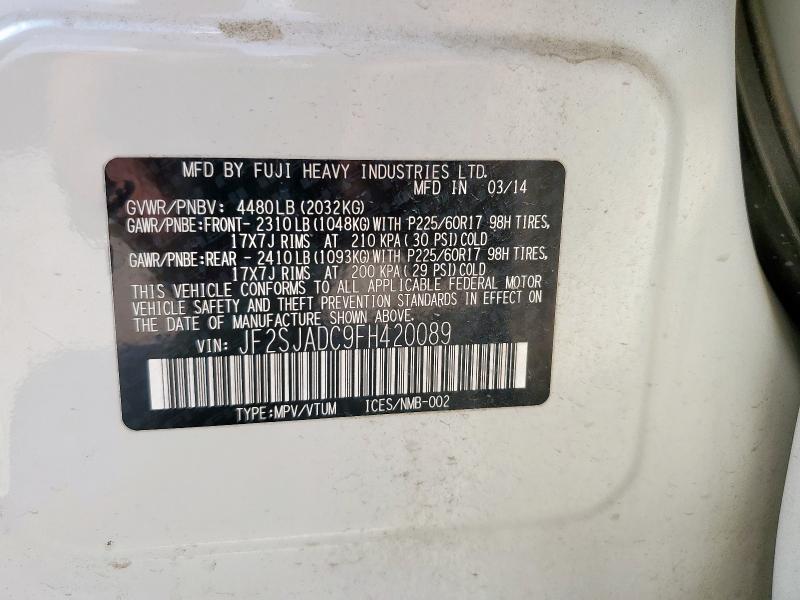 MFD BY FUJI HEAVY INDUSTRIES LTD.
MFD IN 03/14
GVWR/PNBV: 4480LB(2032KG)
GAWR/PNBE:FRONT- 2310LB(1048KG)WITH P225/60R17 98H TIRES,
17X7J RIMS AT 210 KPA( 30 PSI)COLD
GAWR/PNBE:REAR - 2410LB(1093KG)WITH P225/60R17 98H TIRES,
17X7J RIMS AT 200 KPA( 29 PSI)COLD
THIS VEHICLE CONFORMS TO ALL APPLICABLE FEDERAL MOTOR
VEHICLE SAFETY AND THEFT PREVENTION STANDARDS IN EFFECT ON
THE DATE OF MANUFACTURE SHOWN ABOVE.
VIN: JF2SJADC9FH420089
TYPE:MPV/VTUM ICES/NMB-002